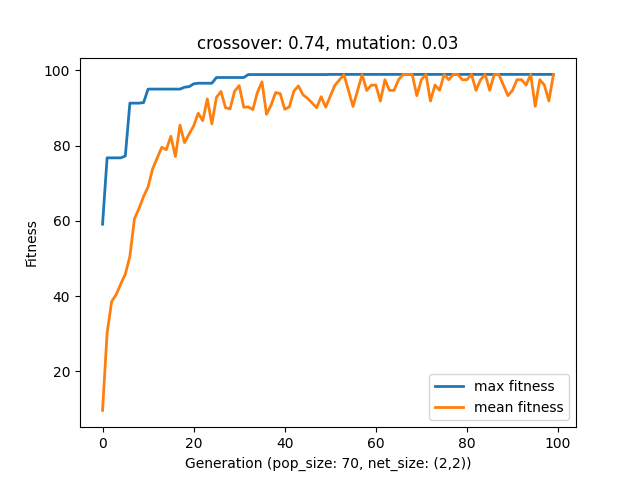 crossover: 0.74, mutation: 0.03
100
80
60
40
20
Fitness
max fitness
mean fitness
0 20 40 60 80 100
Generation (pop_size: 70, net_size: (2,2))